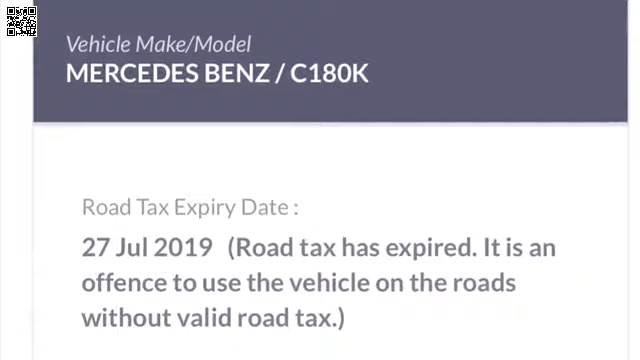 Vehicle Make/Model
MERCEDES BENZ / C180K
Road Tax Expiry Date :
27 Jul 2019 (Road tax has expired. It is an
offence to use the vehicle on the roads
without valid road tax.)